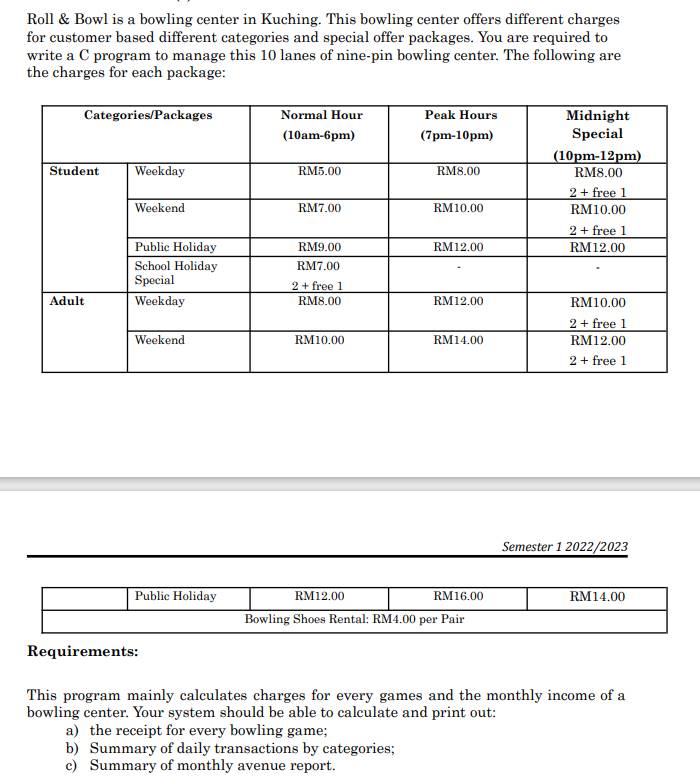 Roll & Bowl is a bowling center in Kuching. This bowling center offers different charges
for customer based different categories and special offer packages. You are required to
write a C program to manage this 10 lanes of nine-pin bowling center. The following are
the charges for each package:
Categories/Packages Normal Hour (10am-6pm) Peak Hours (7pm-10pm) Midnight Special (10pm-12pm)
Student Weekday RM5.00 RM8.00 RM8.00
2 + free 1
Weekend RM7.00 RM10.00 RM10.00
2 + free 1
Public Holiday RM9.00 RM12.00 RM12.00
School Holiday Special RM7.00 - -
2 + free 1
Adult Weekday RM8.00 RM12.00 RM10.00
2 + free 1
Weekend RM10.00 RM14.00 RM12.00
2 + free 1
Semester 1 2022/2023
Public Holiday RM12.00 RM16.00 RM14.00
Bowling Shoes Rental: RM4.00 per Pair
Requirements:
This program mainly calculates charges for every games and the monthly income of a
bowling center. Your system should be able to calculate and print out:
a) the receipt for every bowling game;
b) Summary of daily transactions by categories;
c) Summary of monthly avenue report.